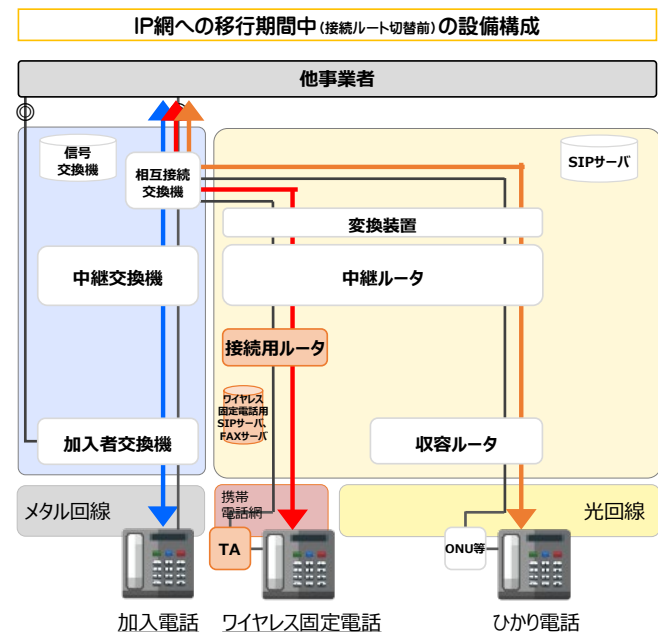 IP網への移行期間中(接続ルート切替前)の設備構成
他事業者
信号
交換機
相互接続
交換機
SIPサーバ
変換装置
中継交換機
中継ルータ
接続用ルータ
ワイヤレス
固定電話用
SIPサーバ、
FAXサーバ
加入者交換機
収容ルータ
メタル回線
携帯
電話網
光回線
TA
ONU等
加入電話
ワイヤレス固定電話
ひかり電話